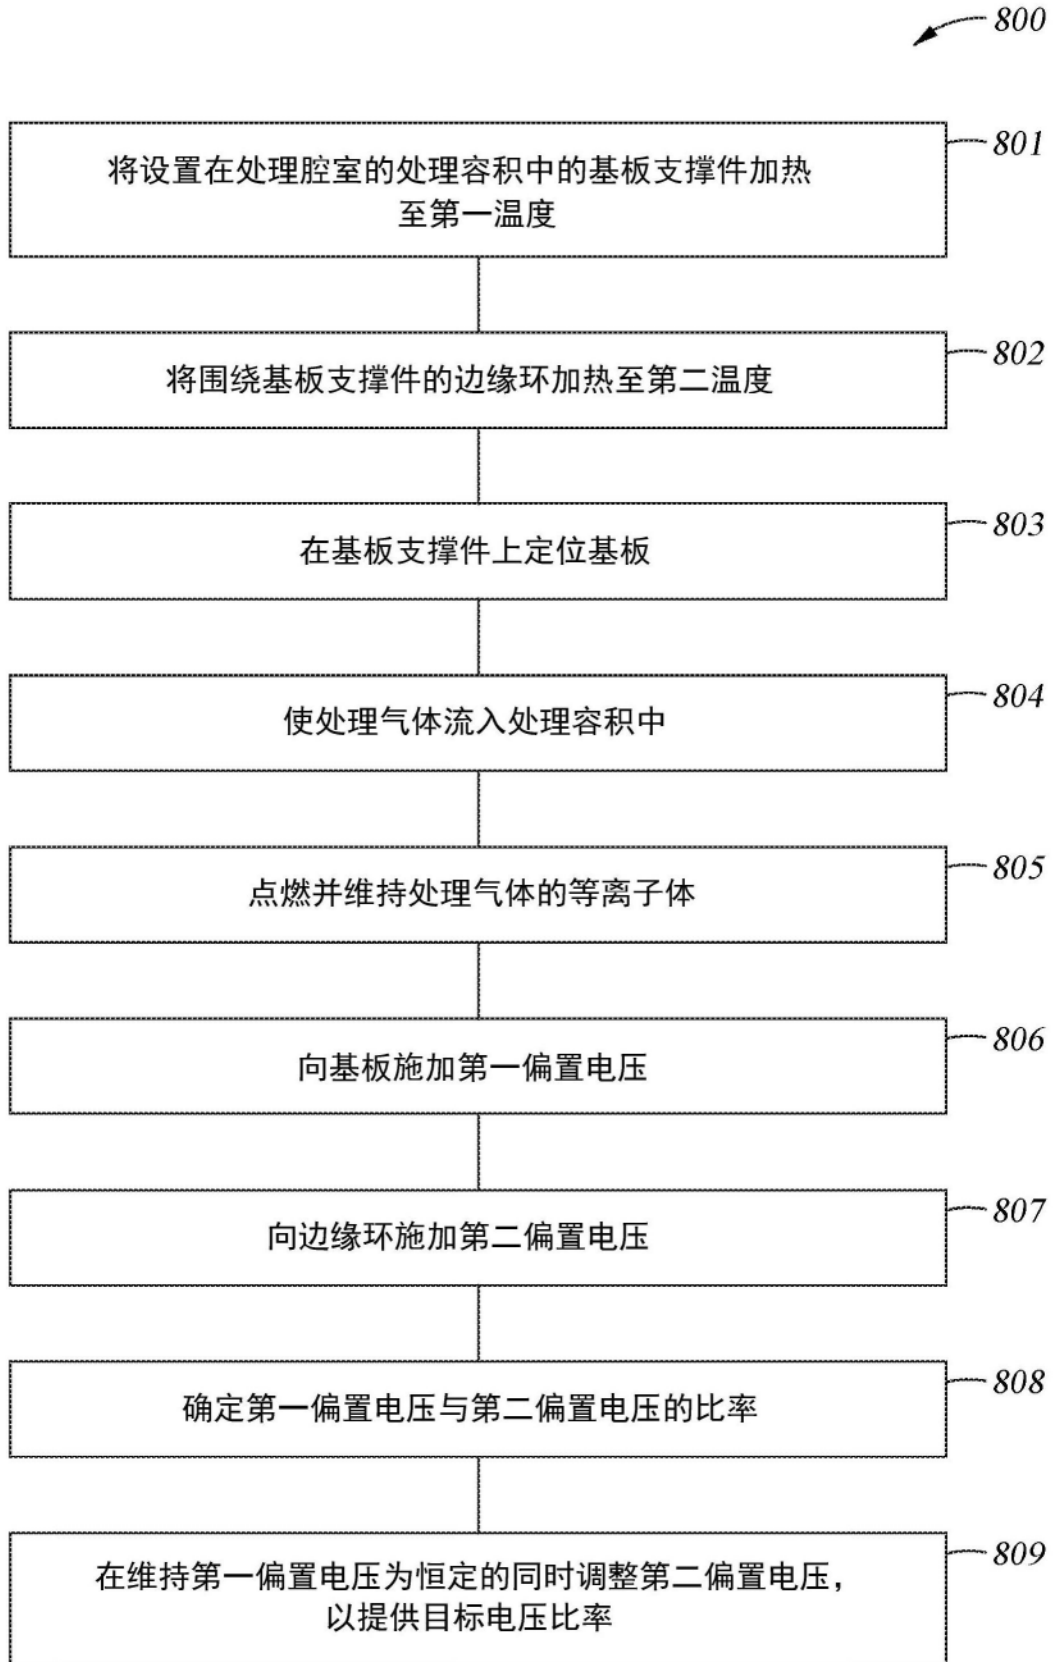 800
801
将设置在处理腔室的处理容积中的基板支撑件加热
至第一温度
802
将围绕基板支撑件的边缘环加热至第二温度
803
在基板支撑件上定位基板
804
使处理气体流入处理容积中
805
点燃并维持处理气体的等离子体
806
向基板施加第一偏置电压
807
向边缘环施加第二偏置电压
808
确定第一偏置电压与第二偏置电压的比率
809
在维持第一偏置电压为恒定的同时调整第二偏置电压，
以提供目标电压比率